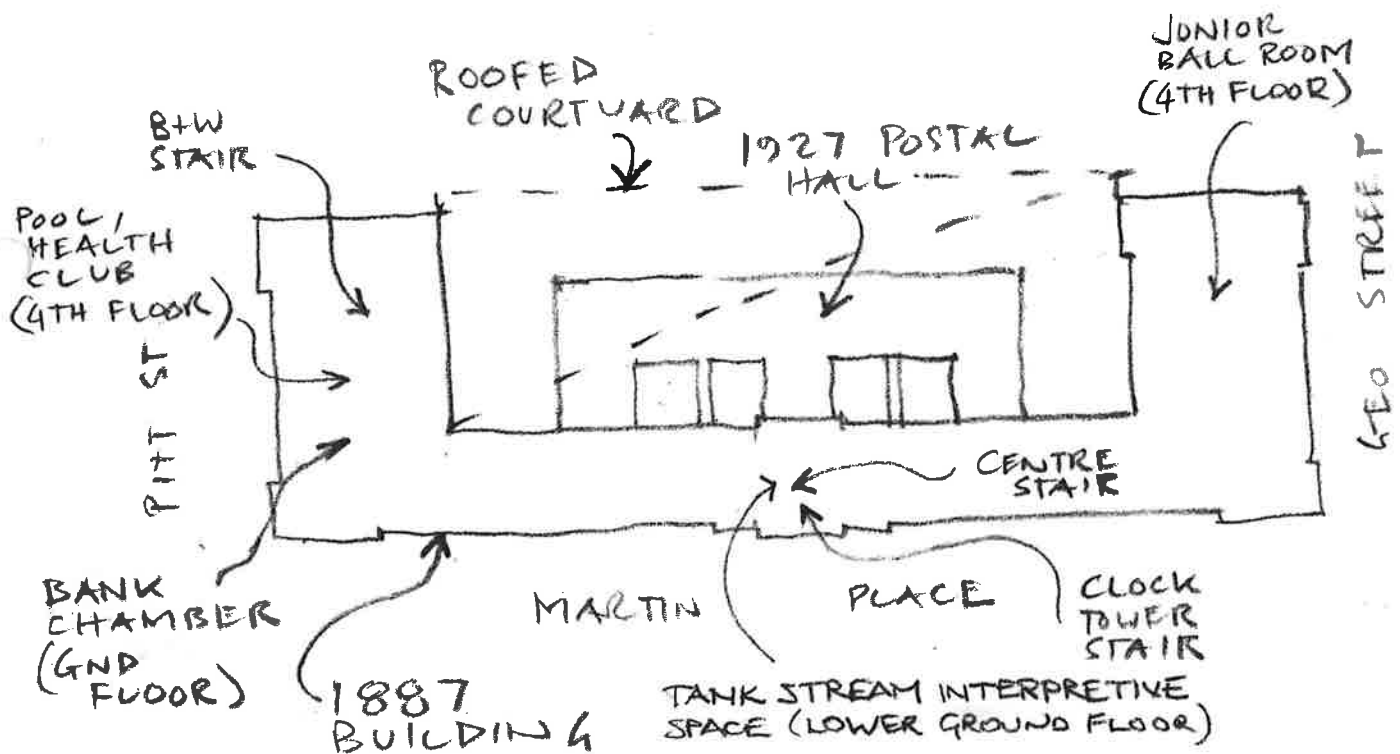 JUNIOR
BALL ROOM
(4TH FLOOR)
ROOFED
COURTYARD
B+W
STAIR
1927 POSTAL
HALL
POOL,
HEALTH
CLUB
(4TH FLOOR)
GEO STREET
PITT ST
CENTRE
STAIR
BANK
CHAMBER
(GND
FLOOR)
MARTIN PLACE
CLOCK
TOWER
STAIR
1887
BUILDING
TANK STREAM INTERPRETIVE
SPACE (LOWER GROUND FLOOR)